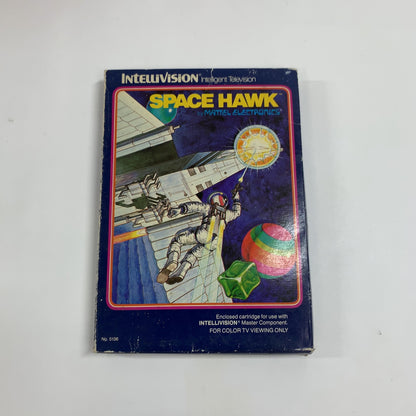 INTELLIVISION® Intelligent Television
SPACE HAWK™
by MATTEL ELECTRONICS®
Enclosed cartridge for use with
INTELLIVISION® Master Component.
FOR COLOR TV VIEWING ONLY
No. 5136